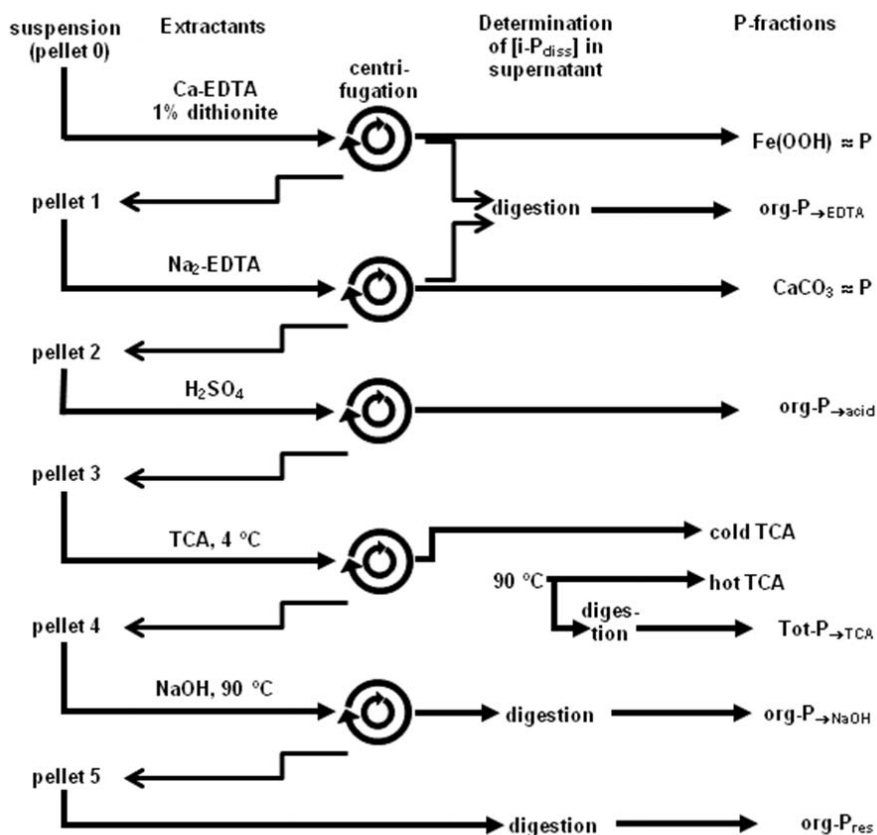 suspension
(pellet 0)
Extractants
Determination
of [i-P_diss] in
supernatant
P-fractions
Ca-EDTA
1% dithionite
centri-
fugation
Fe(OOH) ≈ P
pellet 1
digestion
org-P→EDTA
Na₂-EDTA
CaCO₃ ≈ P
pellet 2
H₂SO₄
org-P→acid
pellet 3
TCA, 4 °C
cold TCA
90 °C
hot TCA
diges-
tion
Tot-P→TCA
pellet 4
NaOH, 90 °C
digestion
org-P→NaOH
pellet 5
digestion
org-P_res